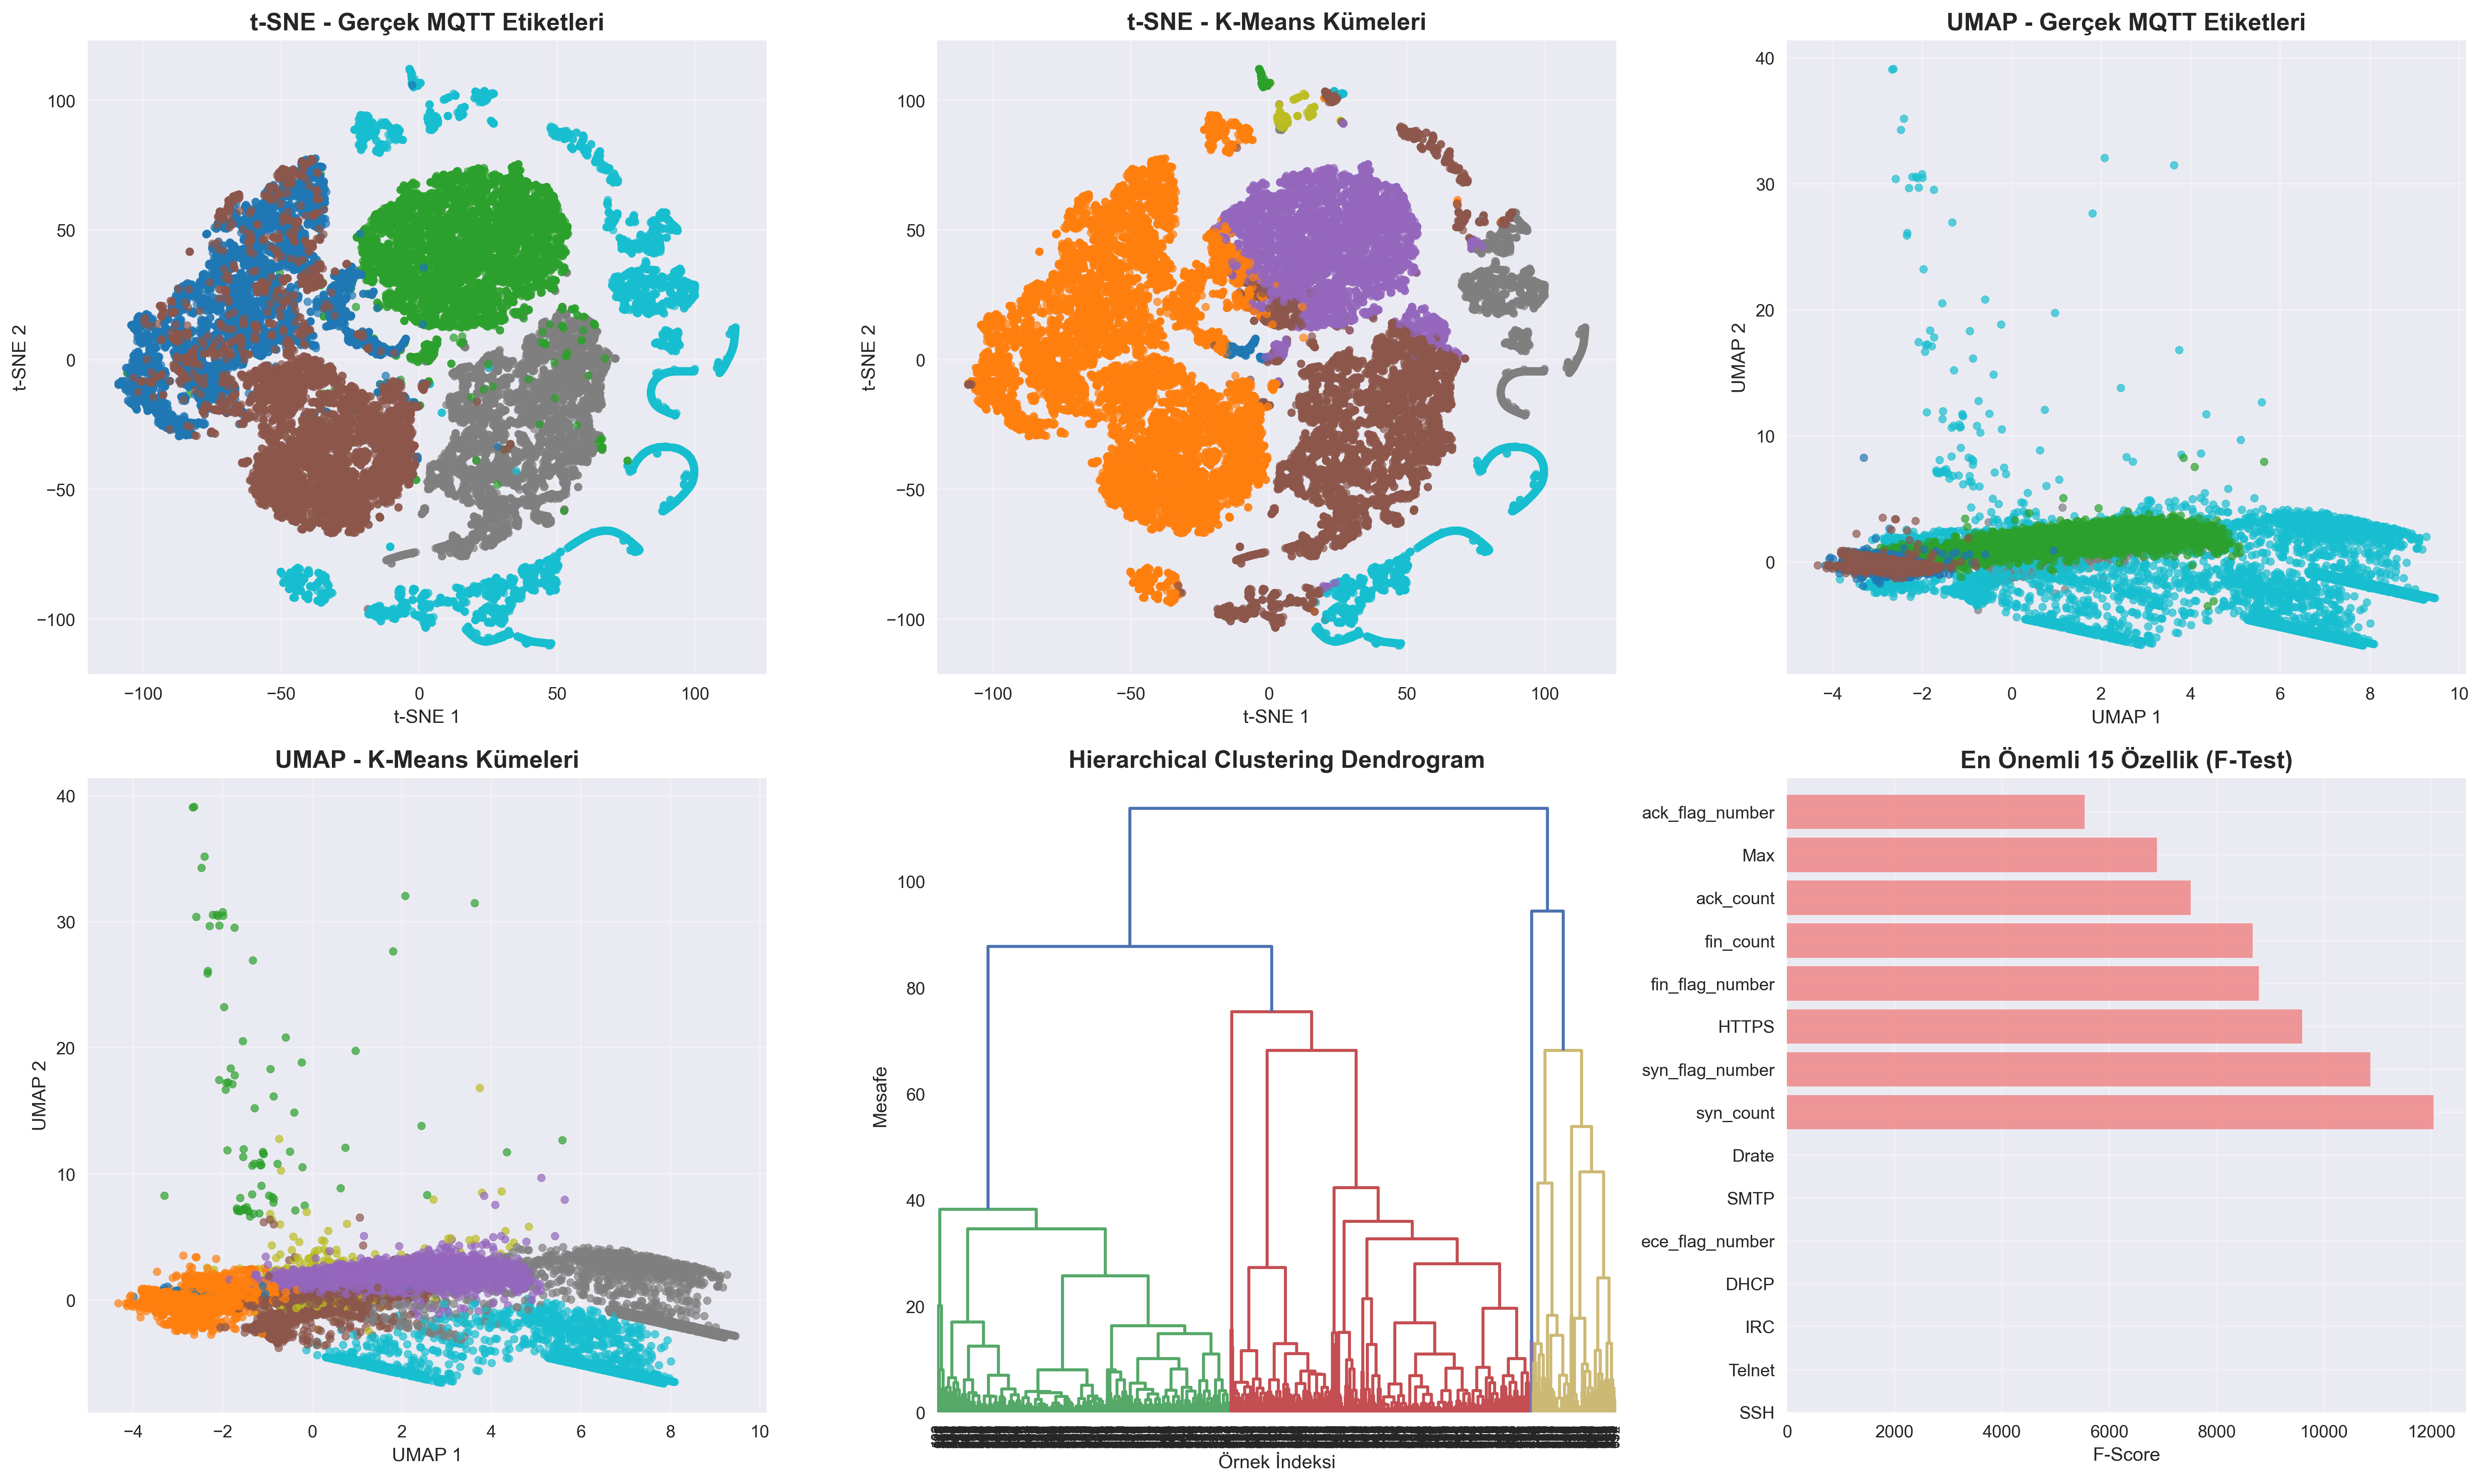 t-SNE - Gerçek MQTT Etiketleri
t-SNE 2
100
50
0
−50
−100
−100
−50
0
50
100
t-SNE 1
t-SNE - K-Means Kümeleri
t-SNE 2
100
50
0
−50
−100
−100
−50
0
50
100
t-SNE 1
UMAP - Gerçek MQTT Etiketleri
UMAP 2
40
30
20
10
0
−4
−2
0
2
4
6
8
10
UMAP 1
UMAP - K-Means Kümeleri
UMAP 2
40
30
20
10
0
−4
−2
0
2
4
6
8
10
UMAP 1
Hierarchical Clustering Dendrogram
Mesafe
100
80
60
40
20
0
Örnek İndeksi
En Önemli 15 Özellik (F-Test)
ack_flag_number
Max
ack_count
fin_count
fin_flag_number
HTTPS
syn_flag_number
syn_count
Drate
SMTP
ece_flag_number
DHCP
IRC
Telnet
SSH
0
2000
4000
6000
8000
10000
12000
F-Score